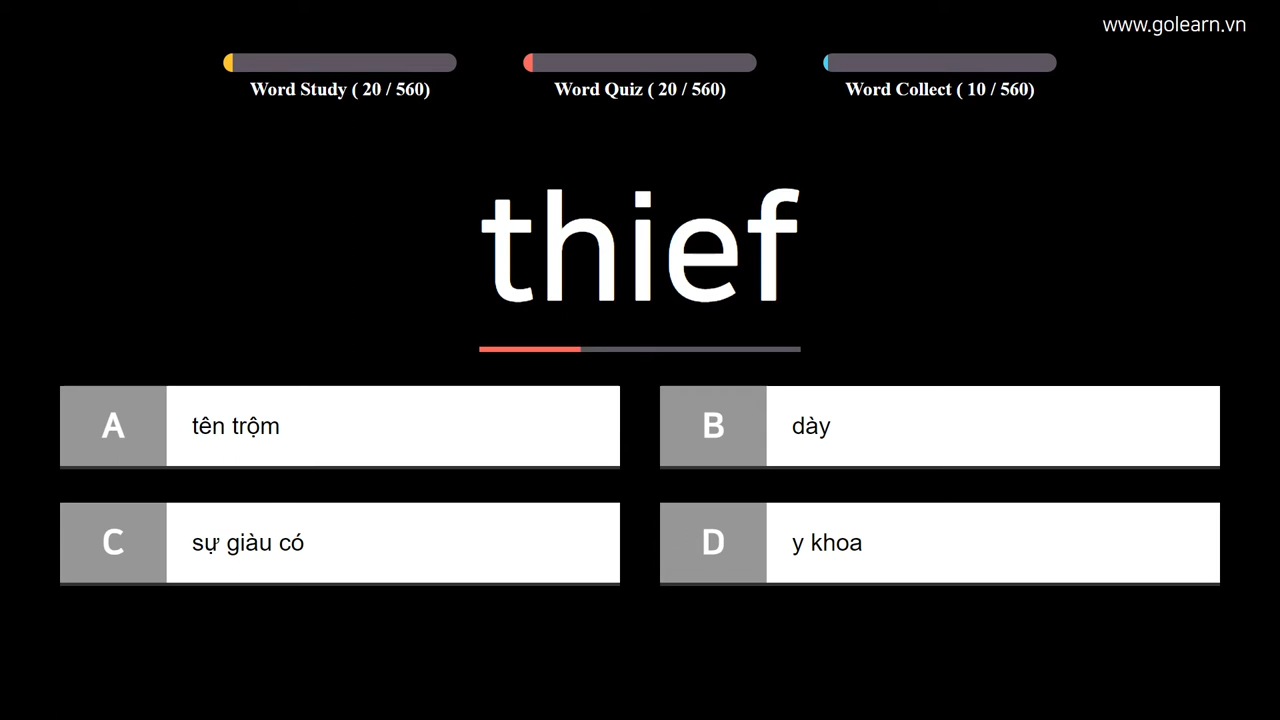 www.golearn.vn
Word Study ( 20 / 560)
Word Quiz ( 20 / 560)
Word Collect ( 10 / 560)
thief
A tên trộm
B dày
C sự giàu có
D y khoa